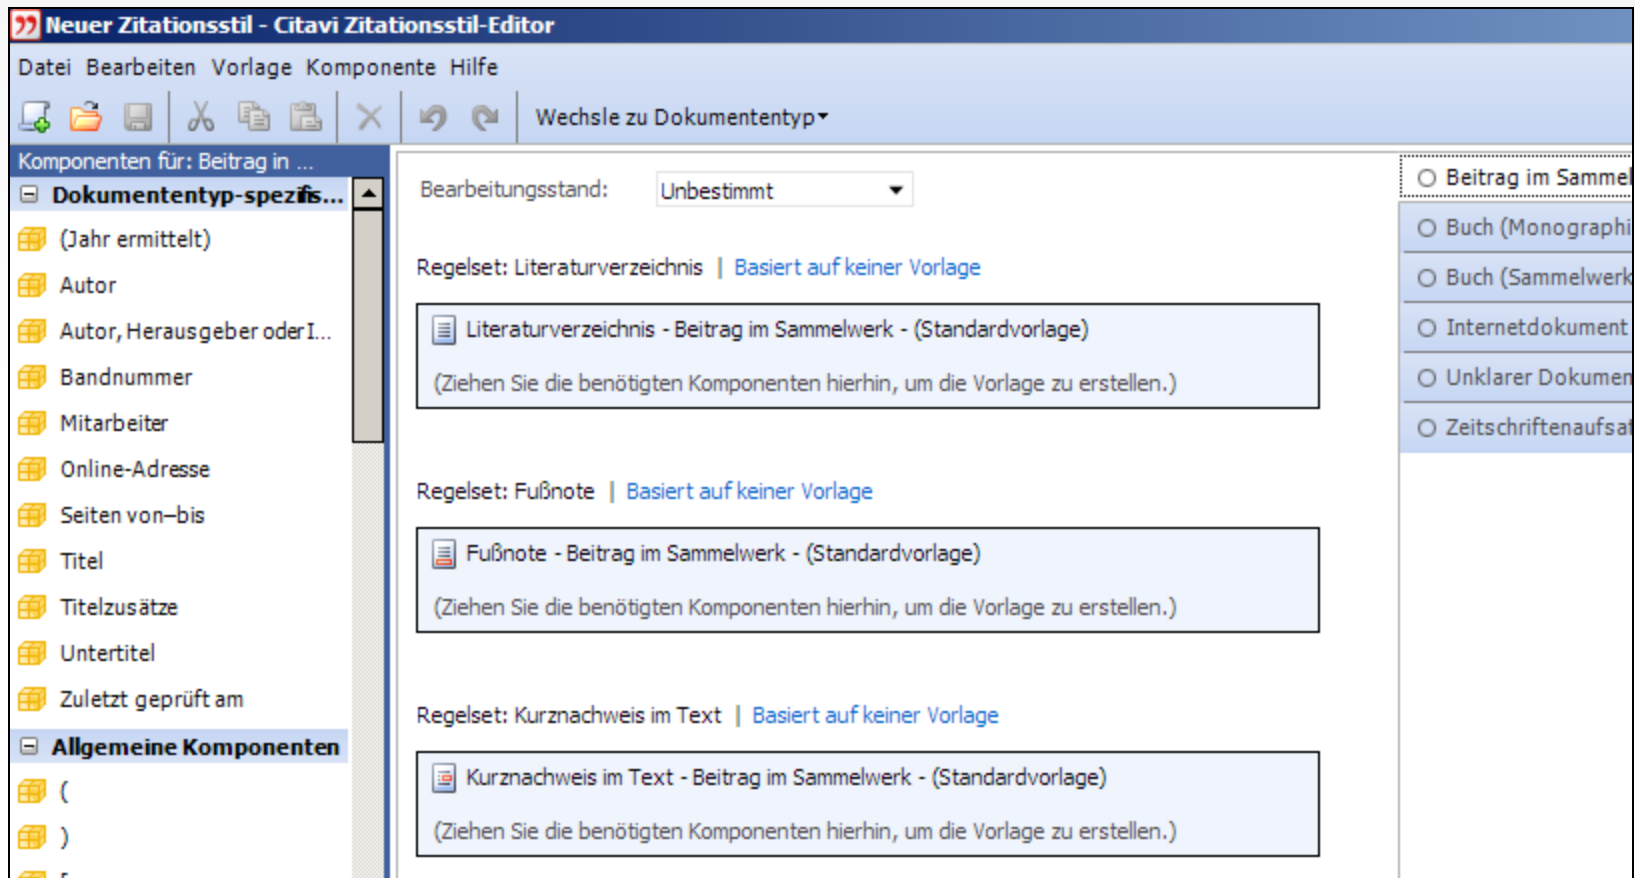 Neuer Zitationsstil - Citavi Zitationsstil-Editor
Datei Bearbeiten Vorlage Komponente Hilfe
Wechsle zu Dokumententyp
Komponenten für: Beitrag in ...
Dokumententyp-spezifis...
(Jahr ermittelt)
Autor
Autor, Herausgeber oder I...
Bandnummer
Mitarbeiter
Online-Adresse
Seiten von–bis
Titel
Titelzusätze
Untertitel
Zuletzt geprüft am
Allgemeine Komponenten
(
)
Bearbeitungsstand: Unbestimmt
Regelset: Literaturverzeichnis | Basiert auf keiner Vorlage
Literaturverzeichnis - Beitrag im Sammelwerk - (Standardvorlage)
(Ziehen Sie die benötigten Komponenten hierhin, um die Vorlage zu erstellen.)
Regelset: Fußnote | Basiert auf keiner Vorlage
Fußnote - Beitrag im Sammelwerk - (Standardvorlage)
(Ziehen Sie die benötigten Komponenten hierhin, um die Vorlage zu erstellen.)
Regelset: Kurznachweis im Text | Basiert auf keiner Vorlage
Kurznachweis im Text - Beitrag im Sammelwerk - (Standardvorlage)
(Ziehen Sie die benötigten Komponenten hierhin, um die Vorlage zu erstellen.)
Beitrag im Sammel
Buch (Monographi
Buch (Sammelwerk
Internetdokument
Unklarer Dokumen
Zeitschriftenaufsat